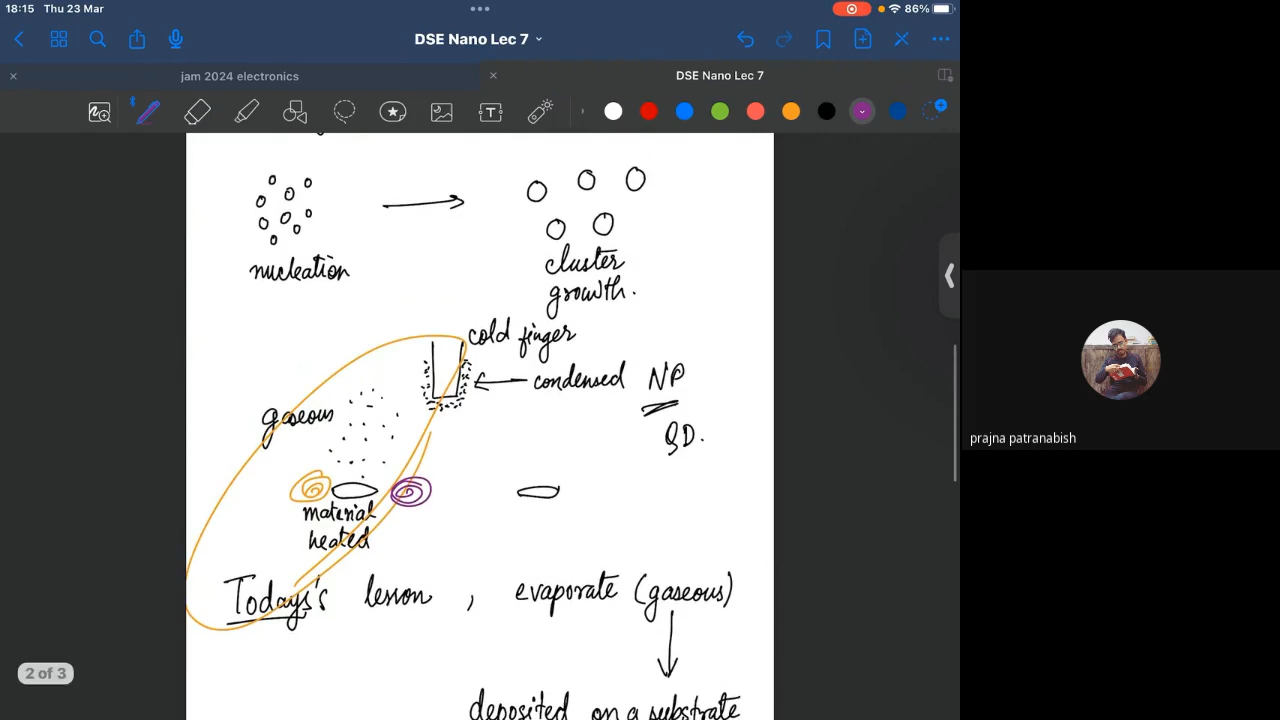 18:15 Thu 23 Mar
86%
DSE Nano Lec 7
jam 2024 electronics
DSE Nano Lec 7
nucleation
cluster
growth.
cold finger
condensed NP
QD.
gaseous
material
heated
Todays's lesson , evaporate (gaseous)
2 of 3
deposited on a substrate
prajna patranabish